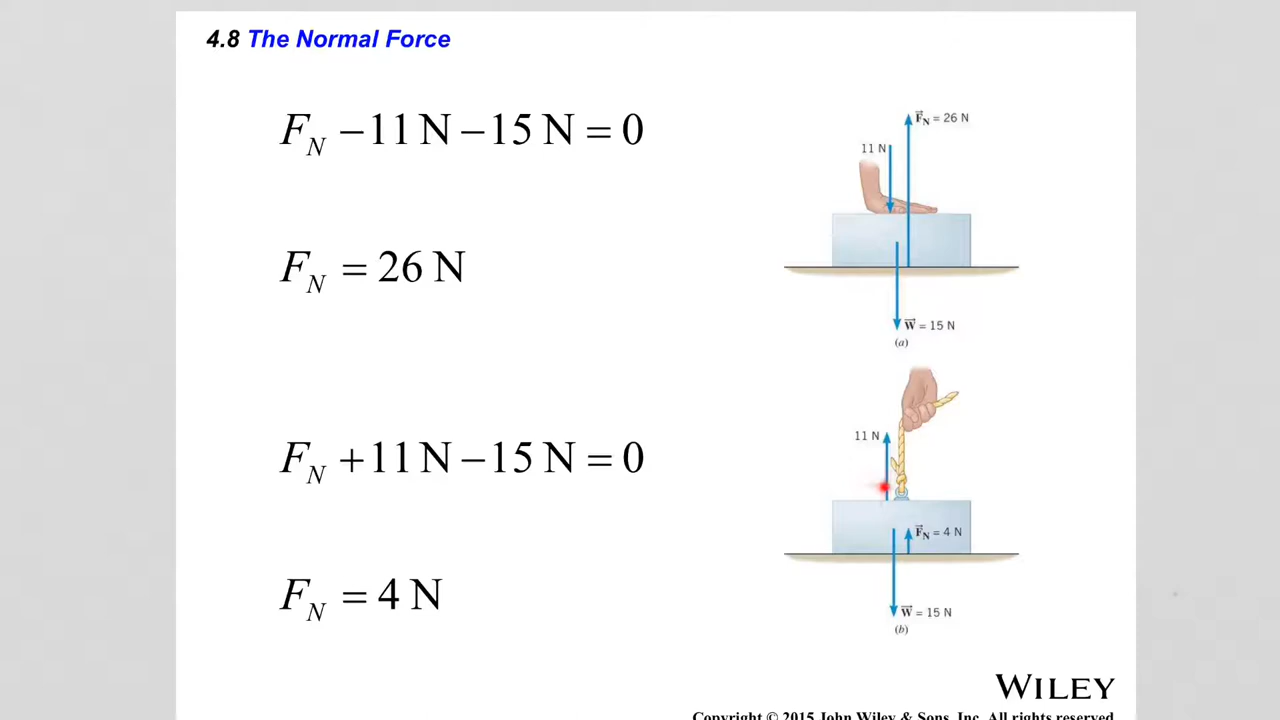 4.8 The Normal Force
F_N − 11 N − 15 N = 0
F_N = 26 N
F_N = 26 N
11 N
W = 15 N
(a)
F_N + 11 N − 15 N = 0
F_N = 4 N
11 N
F_N = 4 N
W = 15 N
(b)
WILEY
Copyright © 2015 John Wiley & Sons, Inc. All rights reserved.